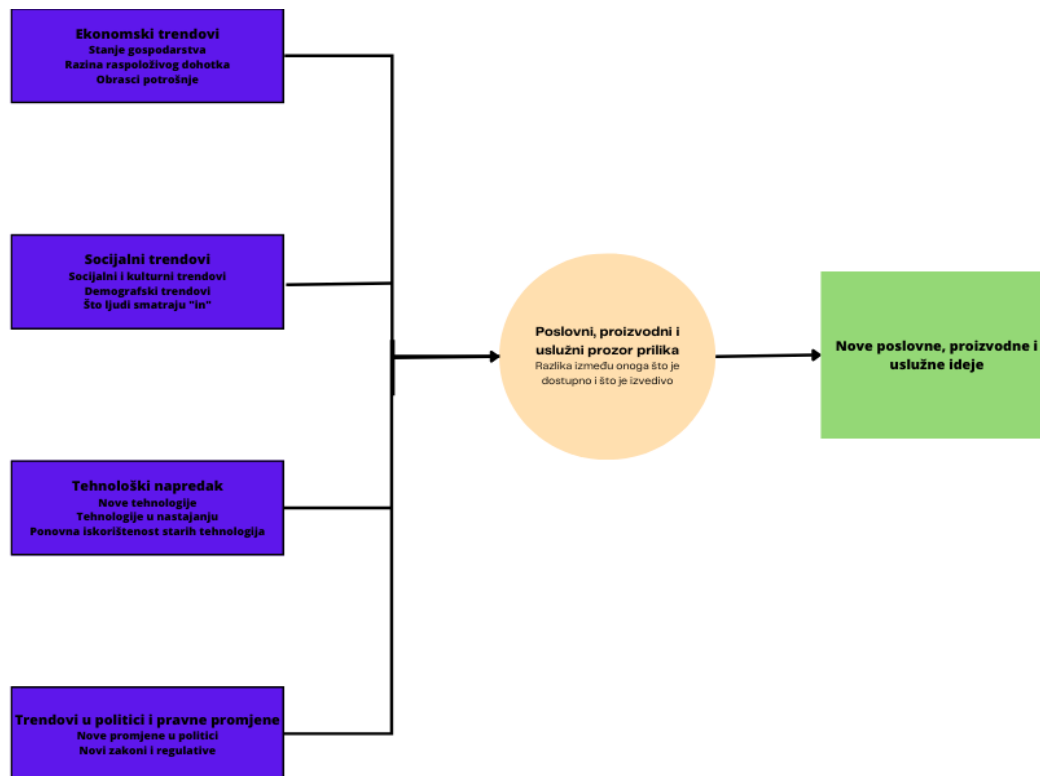 Ekonomski trendovi
Stanje gospodarstva
Razina raspoloživog dohotka
Obrasci potrošnje
Socijalni trendovi
Socijalni i kulturni trendovi
Demografski trendovi
Što ljudi smatraju "in"
Tehnološki napredak
Nove tehnologije
Tehnologije u nastajanju
Ponovna iskorištenost starih tehnologija
Trendovi u politici i pravne promjene
Nove promjene u politici
Novi zakoni i regulative
Poslovni, proizvodni i
uslužni prozor prilika
Razlika između onoga što je
dostupno i što je izvedivo
Nove poslovne, proizvodne i
uslužne ideje